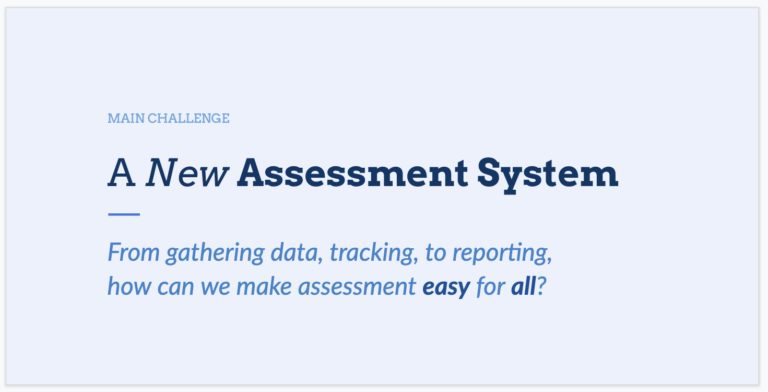 MAIN CHALLENGE
A New Assessment System
From gathering data, tracking, to reporting,
how can we make assessment easy for all?